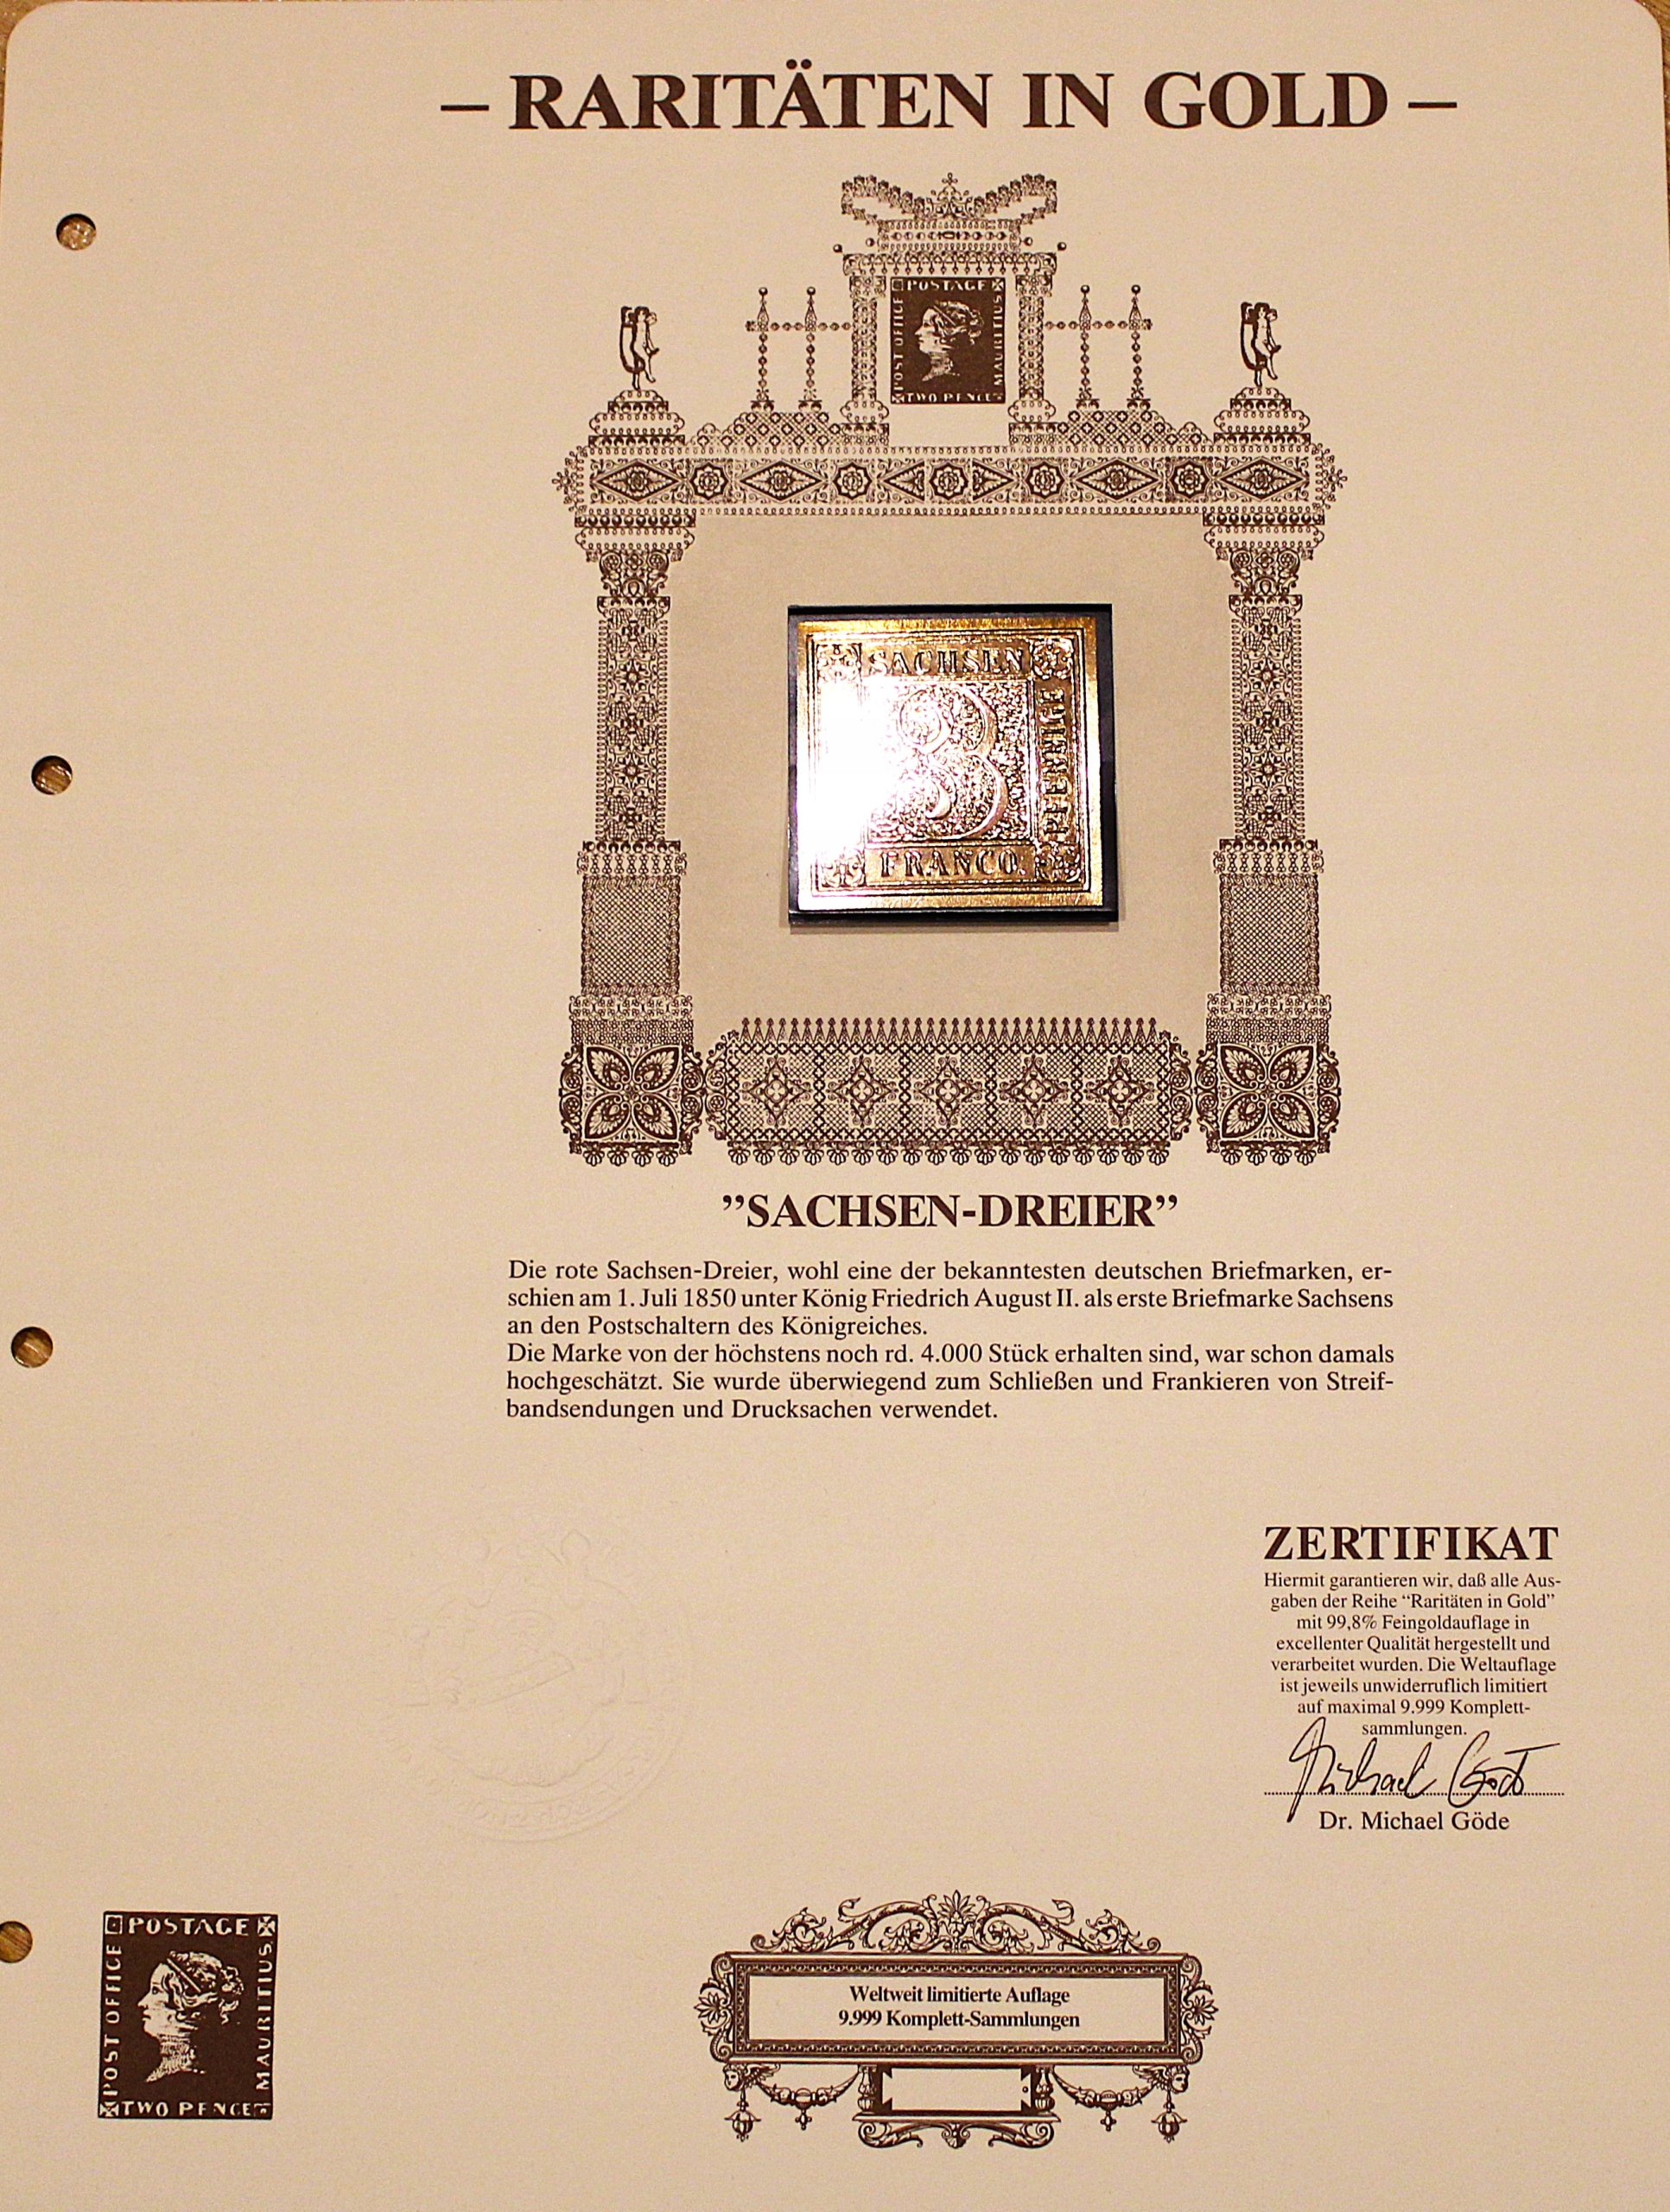 – RARITÄTEN IN GOLD –
POSTAGE
POST OFFICE
MAURITIUS
TWO PENCE
SACHSEN
3
PFENNIGE
FRANCO.
”SACHSEN-DREIER”
Die rote Sachsen-Dreier, wohl eine der bekanntesten deutschen Briefmarken, er-
schien am 1. Juli 1850 unter König Friedrich August II. als erste Briefmarke Sachsens
an den Postschaltern des Königreiches.
Die Marke von der höchstens noch rd. 4.000 Stück erhalten sind, war schon damals
hochgeschätzt. Sie wurde überwiegend zum Schließen und Frankieren von Streif-
bandsendungen und Drucksachen verwendet.
ZERTIFIKAT
Hiermit garantieren wir, daß alle Aus-
gaben der Reihe “Raritäten in Gold”
mit 99,8% Feingoldauflage in
excellenter Qualität hergestellt und
verarbeitet wurden. Die Weltauflage
ist jeweils unwiderruflich limitiert
auf maximal 9.999 Komplett-
sammlungen.
Michael Göde
Dr. Michael Göde
POSTAGE
POST OFFICE
MAURITIUS
TWO PENCE
Weltweit limitierte Auflage
9.999 Komplett-Sammlungen